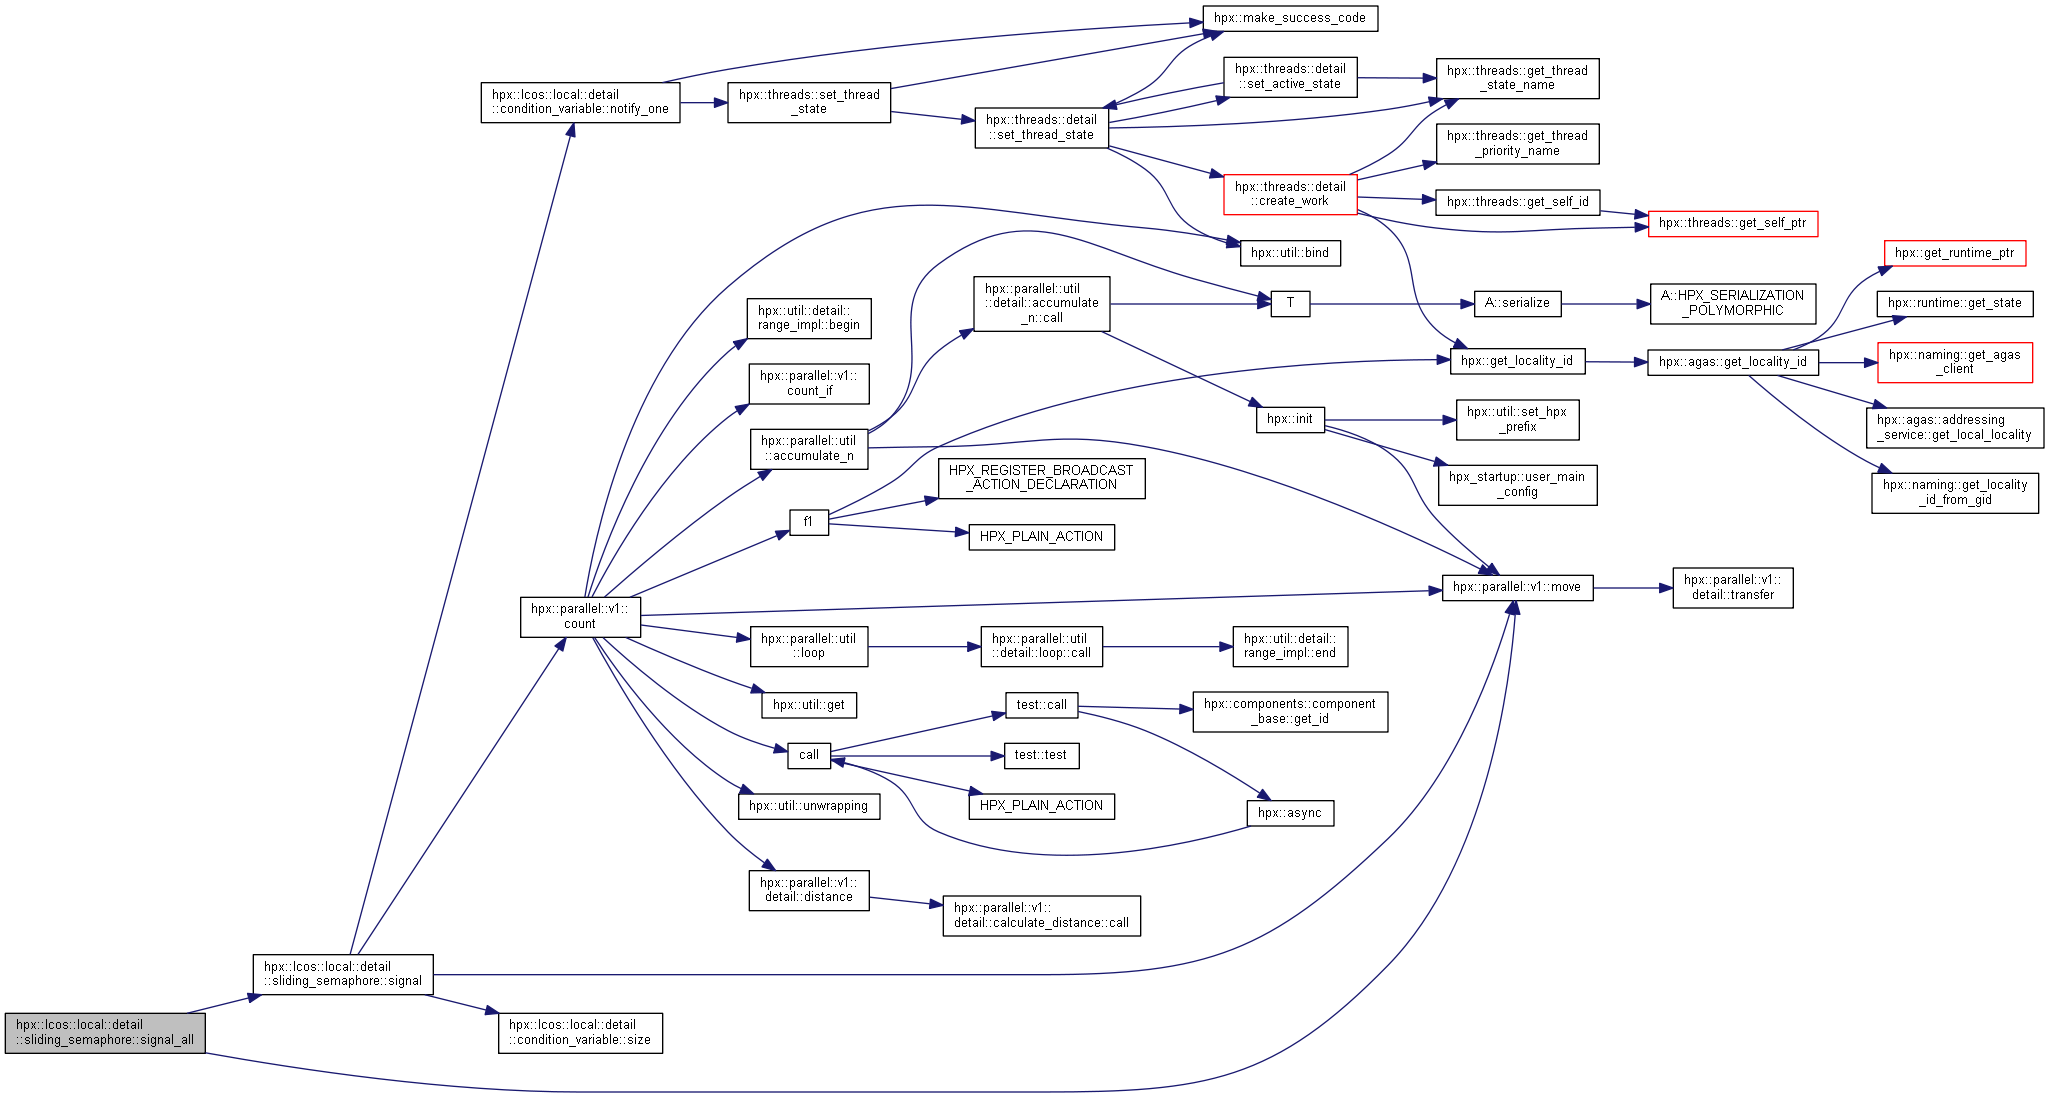 hpx::make_success_code
hpx::lcos::local::detail
::condition_variable::notify_one
hpx::threads::set_thread
_state
hpx::threads::detail
::set_thread_state
hpx::threads::detail
::set_active_state
hpx::threads::get_thread
_state_name
hpx::threads::get_thread
_priority_name
hpx::threads::detail
::create_work
hpx::threads::get_self_id
hpx::threads::get_self_ptr
hpx::util::bind
hpx::get_runtime_ptr
hpx::util::detail::
range_impl::begin
hpx::parallel::util
::detail::accumulate
_n::call
T
A::serialize
A::HPX_SERIALIZATION
_POLYMORPHIC
hpx::runtime::get_state
hpx::get_locality_id
hpx::agas::get_locality_id
hpx::naming::get_agas
_client
hpx::parallel::v1::
count_if
hpx::init
hpx::util::set_hpx
_prefix
hpx::agas::addressing
_service::get_local_locality
hpx::parallel::util
::accumulate_n
HPX_REGISTER_BROADCAST
_ACTION_DECLARATION
hpx_startup::user_main
_config
hpx::naming::get_locality
_id_from_gid
f1
HPX_PLAIN_ACTION
hpx::parallel::v1::move
hpx::parallel::v1::
detail::transfer
hpx::parallel::v1::
count
hpx::parallel::util
::loop
hpx::parallel::util
::detail::loop::call
hpx::util::detail::
range_impl::end
hpx::util::get
test::call
hpx::components::component
_base::get_id
call
test::test
hpx::util::unwrapping
HPX_PLAIN_ACTION
hpx::async
hpx::parallel::v1::
detail::distance
hpx::parallel::v1::
detail::calculate_distance::call
hpx::lcos::local::detail
::sliding_semaphore::signal
hpx::lcos::local::detail
::sliding_semaphore::signal_all
hpx::lcos::local::detail
::condition_variable::size